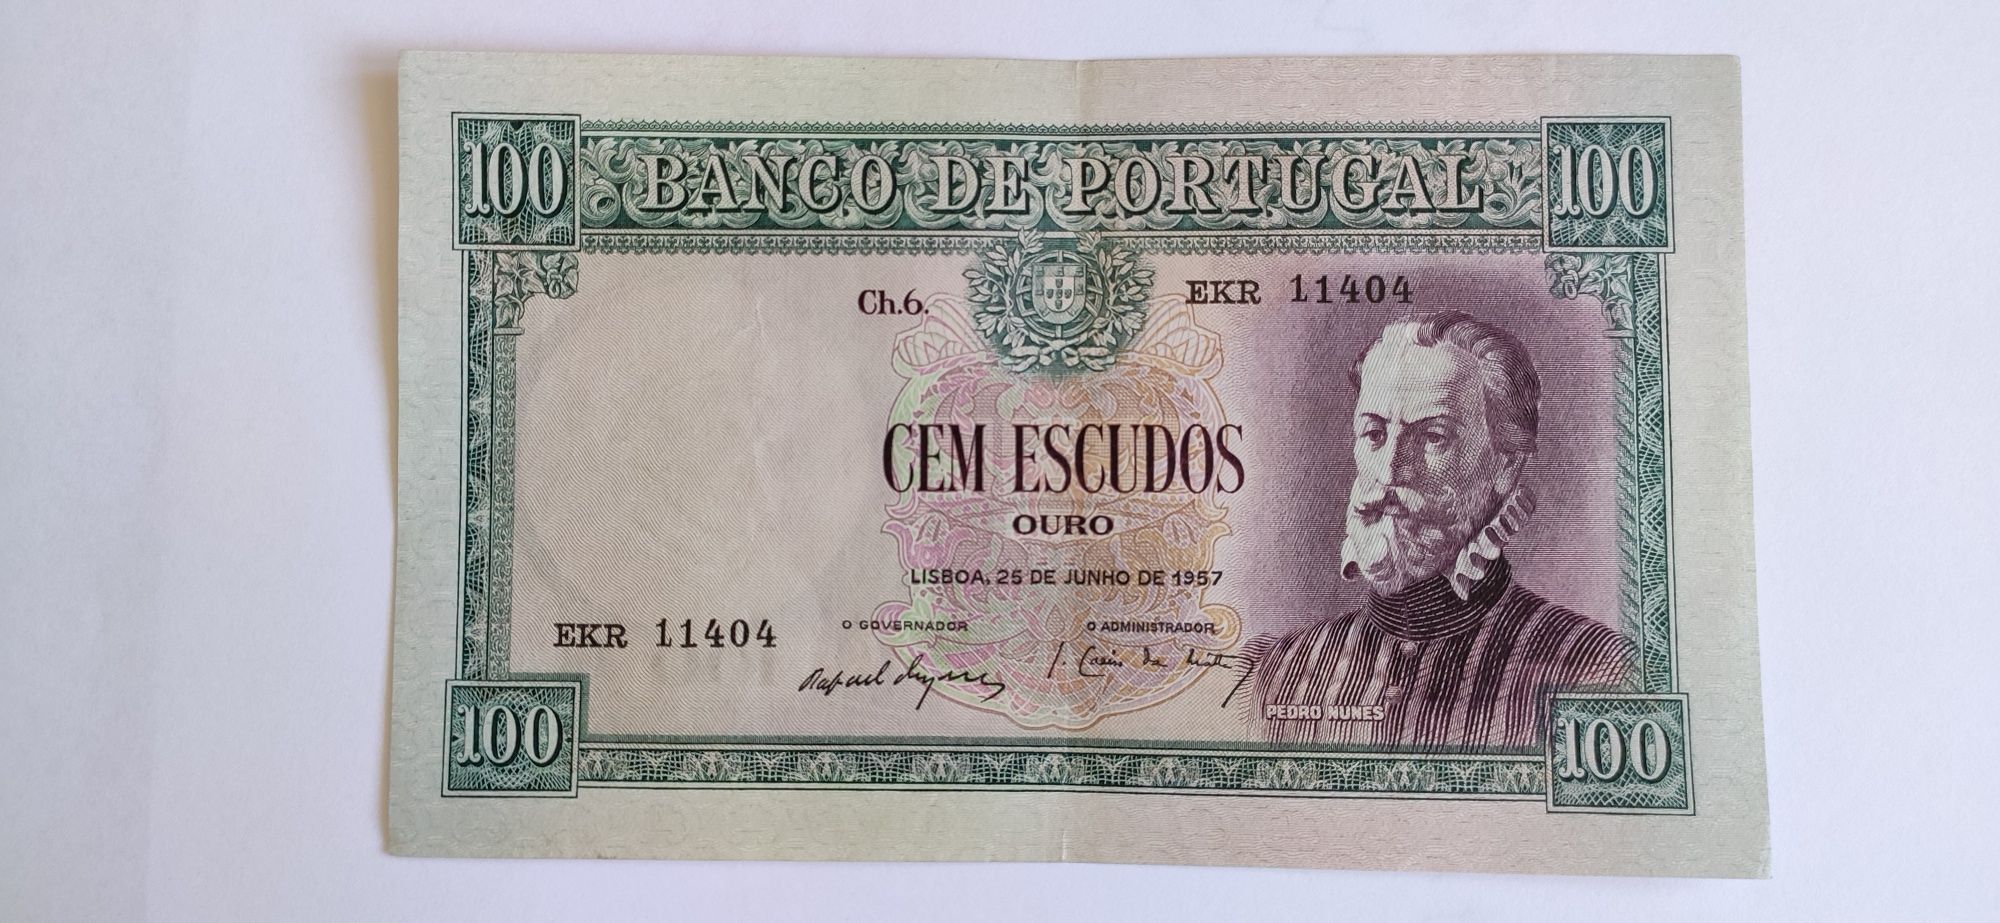 100 BANCO DE PORTUGAL 100
Ch.6. EKR 11404
CEM ESCUDOS
OURO
LISBOA, 25 DE JUNHO DE 1957
EKR 11404 O GOVERNADOR O ADMINISTRADOR
Rafael
PEDRO NUNES
100 100